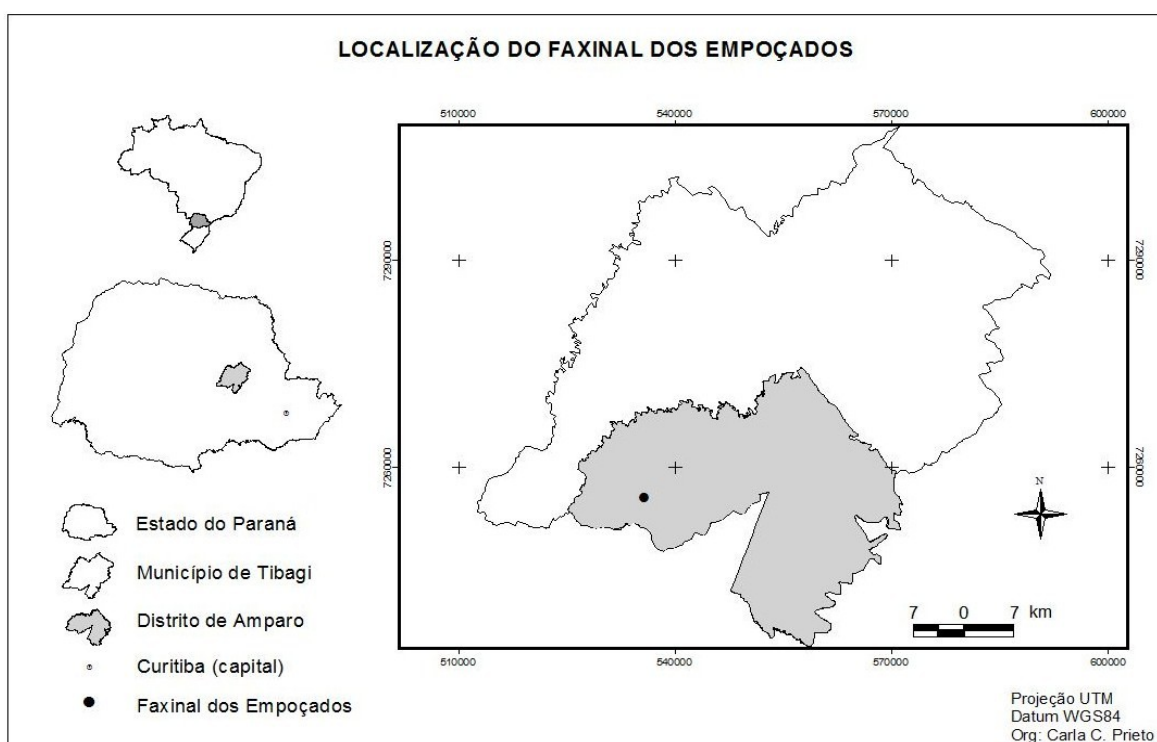 LOCALIZAÇÃO DO FAXINAL DOS EMPOÇADOS
510000 540000 570000 600000
7290000 7290000
7260000 7260000
N
7 0 7 km
510000 540000 570000 600000
Estado do Paraná
Município de Tibagi
Distrito de Amparo
Curitiba (capital)
Faxinal dos Empoçados
Projeção UTM
Datum WGS84
Org: Carla C. Prieto